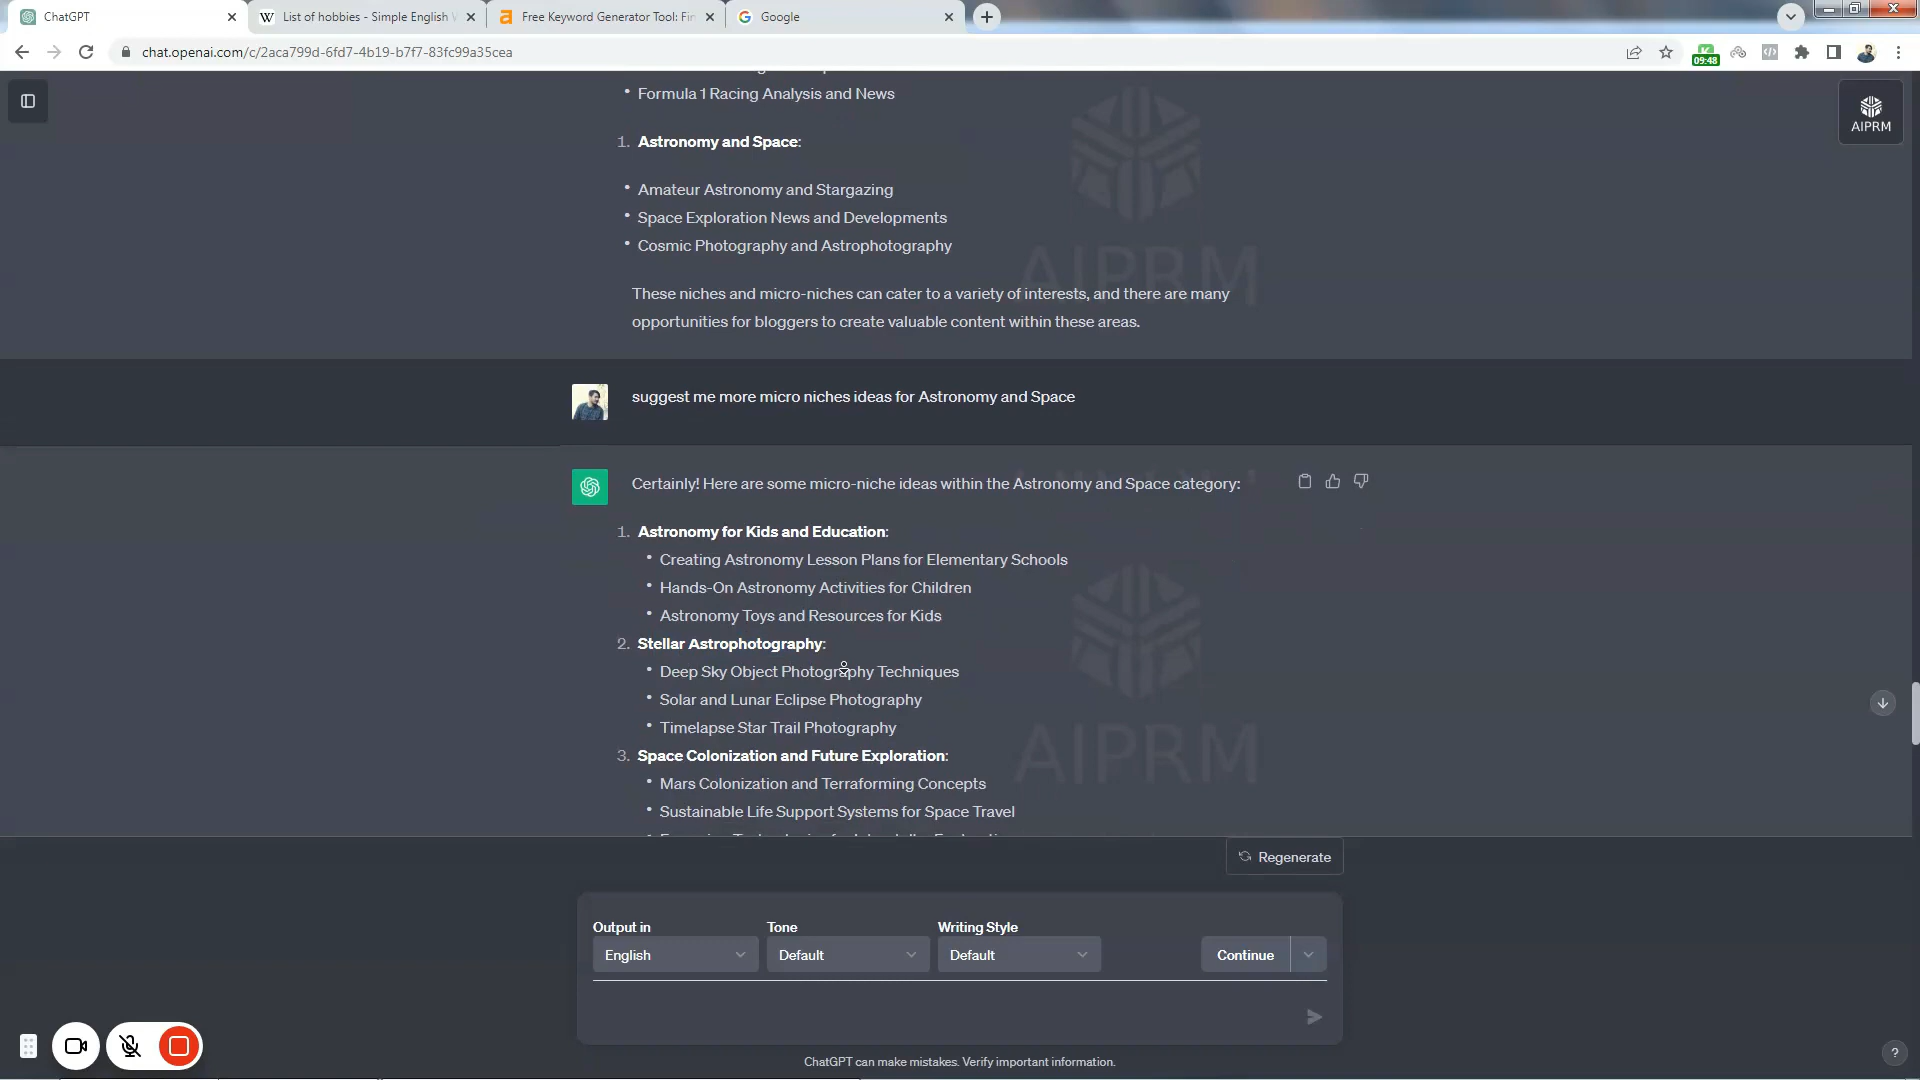 ChatGPT
List of hobbies - Simple English W
Free Keyword Generator Tool: Fin
Google
chat.openai.com/c/2aca799d-6fd7-4b19-b7f7-83fc99a35cea
09:48
AIPRM
• Formula 1 Racing Analysis and News
1. Astronomy and Space:
• Amateur Astronomy and Stargazing
• Space Exploration News and Developments
• Cosmic Photography and Astrophotography
AIPRM
These niches and micro-niches can cater to a variety of interests, and there are many
opportunities for bloggers to create valuable content within these areas.
suggest me more micro niches ideas for Astronomy and Space
Certainly! Here are some micro-niche ideas within the Astronomy and Space category:
1. Astronomy for Kids and Education:
• Creating Astronomy Lesson Plans for Elementary Schools
• Hands-On Astronomy Activities for Children
• Astronomy Toys and Resources for Kids
2. Stellar Astrophotography:
• Deep Sky Object Photography Techniques
• Solar and Lunar Eclipse Photography
• Timelapse Star Trail Photography
3. Space Colonization and Future Exploration:
AIPRM
• Mars Colonization and Terraforming Concepts
• Sustainable Life Support Systems for Space Travel
Regenerate
Output in
Tone
Writing Style
English
Default
Default
Continue
ChatGPT can make mistakes. Verify important information.
?